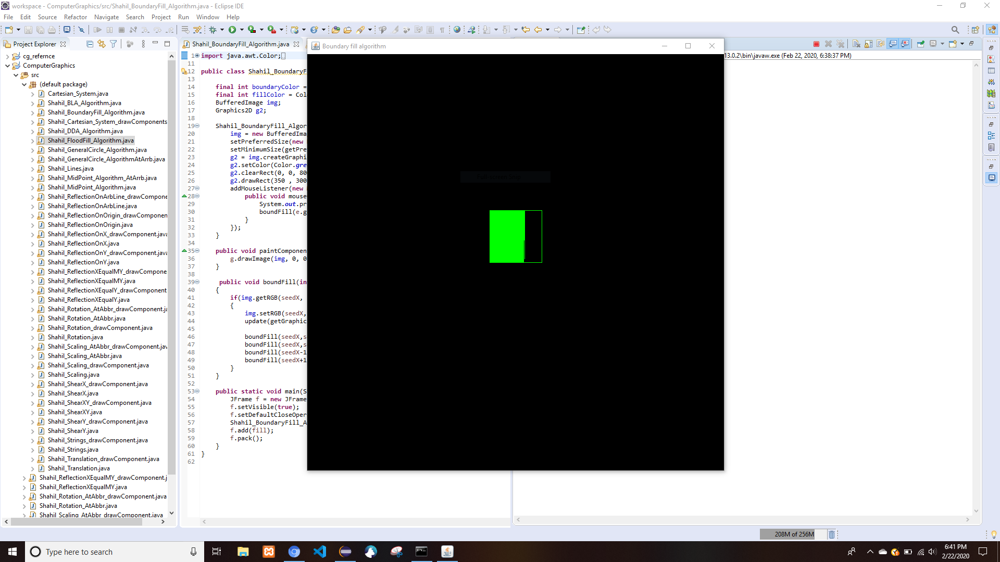 workspace - ComputerGraphics/src/Shahil_BoundaryFill_Algorithm.java - Eclipse IDE
File Edit Source Refactor Navigate Search Project Run Window Help
Project Explorer
cg_refernce
ComputerGraphics
src
(default package)
Cartesian_System.java
Shahil_BLA_Algorithm.java
Shahil_BoundaryFill_Algorithm.java
Shahil_Cartesian_System_drawComponents
Shahil_DDA_Algorithm.java
Shahil_FloodFill_Algorithm.java
Shahil_GeneralCircle_Algorithm.java
Shahil_GeneralCircle_AlgorithmAtArrb.java
Shahil_Lines.java
Shahil_MidPoint_Algorithm_AtArrb.java
Shahil_MidPoint_Algorithm.java
Shahil_ReflectionOnArbLine_drawCompone
Shahil_ReflectionOnArbLine.java
Shahil_ReflectionOnOrigin_drawComponen
Shahil_ReflectionOnOrigin.java
Shahil_ReflectionOnX_drawComponent.java
Shahil_ReflectionOnX.java
Shahil_ReflectionOnY_drawComponent.java
Shahil_ReflectionOnY.java
Shahil_ReflectionXEqualMY_drawCompone
Shahil_ReflectionXEqualMY.java
Shahil_ReflectionXEqualY_drawComponent
Shahil_ReflectionXEqualY.java
Shahil_Rotation_AtAbbr_drawComponent.ja
Shahil_Rotation_AtAbbr.java
Shahil_Rotation_drawComponent.java
Shahil_Rotation.java
Shahil_Scaling_AtAbbr_drawComponent.jav
Shahil_Scaling_AtAbbr.java
Shahil_Scaling_drawComponent.java
Shahil_Scaling.java
Shahil_ShearX_drawComponent.java
Shahil_ShearX.java
Shahil_ShearXY_drawComponent.java
Shahil_ShearXY.java
Shahil_ShearY_drawComponent.java
Shahil_ShearY.java
Shahil_Strings_drawComponent.java
Shahil_Strings.java
Shahil_Translation_drawComponent.java
Shahil_Translation.java
Shahil_ReflectionXEqualMY_drawComponent.j
Shahil_ReflectionXEqualMY.java
Shahil_Rotation_AtAbbr_drawComponent.java
Shahil_Rotation_AtAbbr.java
Shahil_Scaling_AtAbbr_drawComponent.java
Shahil_BoundaryFill_Algorithm.java
1 import java.awt.Color;
11
12 public class Shahil_BoundaryF
13
14 final int boundaryColor =
15 final int fillColor = Col
16 BufferedImage img;
17 Graphics2D g2;
18
19 Shahil_BoundaryFill_Algor
20 img = new BufferedIma
21 setPreferredSize(new
22 setMinimumSize(getPre
23 g2 = img.createGraphi
24 g2.setColor(Color.gre
25 g2.clearRect(0, 0, 80
26 g2.drawRect(350 , 300
27 addMouseListener(new
28 public void mouse
29 System.out.pr
30 boundFill(e.g
31 }
32 });
33 }
34
35 public void paintComponen
36 g.drawImage(img, 0, 0
37 }
38
39 public void boundFill(in
40 {
41 if(img.getRGB(seedX,
42 {
43 img.setRGB(seedX,
44 update(getGraphic
45
46 boundFill(seedX,s
47 boundFill(seedX,s
48 boundFill(seedX-1
49 boundFill(seedX+1
50 }
51 }
52
53 public static void main(S
54 JFrame f = new JFrame
55 f.setVisible(true);
56 f.setDefaultCloseOper
57 Shahil_BoundaryFill_A
58 f.add(fill);
59 f.pack();
60 }
61 }
62
Boundary fill algorithm
Full-screen Snip
13.0.2\bin\javaw.exe (Feb 22, 2020, 6:38:37 PM)
208M of 256M
Type here to search
6:41 PM
2/22/2020